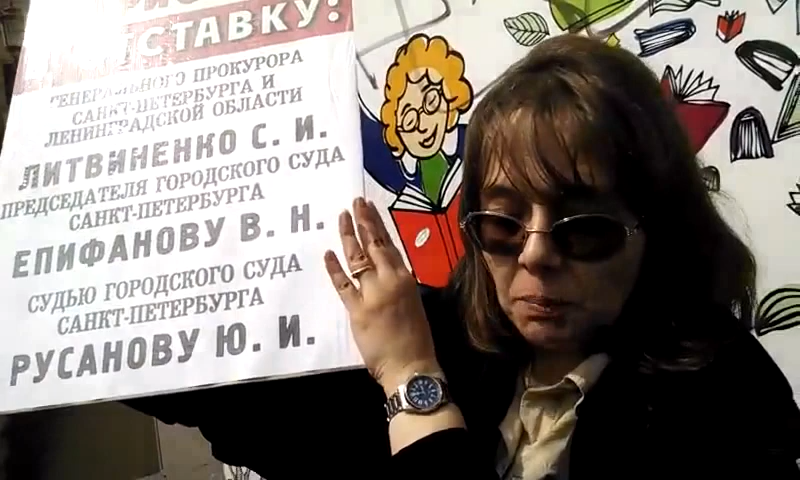 ОТСТАВКУ:
ГЕНЕРАЛЬНОГО ПРОКУРОРА
САНКТ-ПЕТЕРБУРГА И
ЛЕНИНГРАДСКОЙ ОБЛАСТИ
ЛИТВИНЕНКО С. И.
ПРЕДСЕДАТЕЛЯ ГОРОДСКОГО СУДА
САНКТ-ПЕТЕРБУРГА
ЕПИФАНОВУ В. Н.
СУДЬЮ ГОРОДСКОГО СУДА
САНКТ-ПЕТЕРБУРГА
РУСАНОВУ Ю. И.